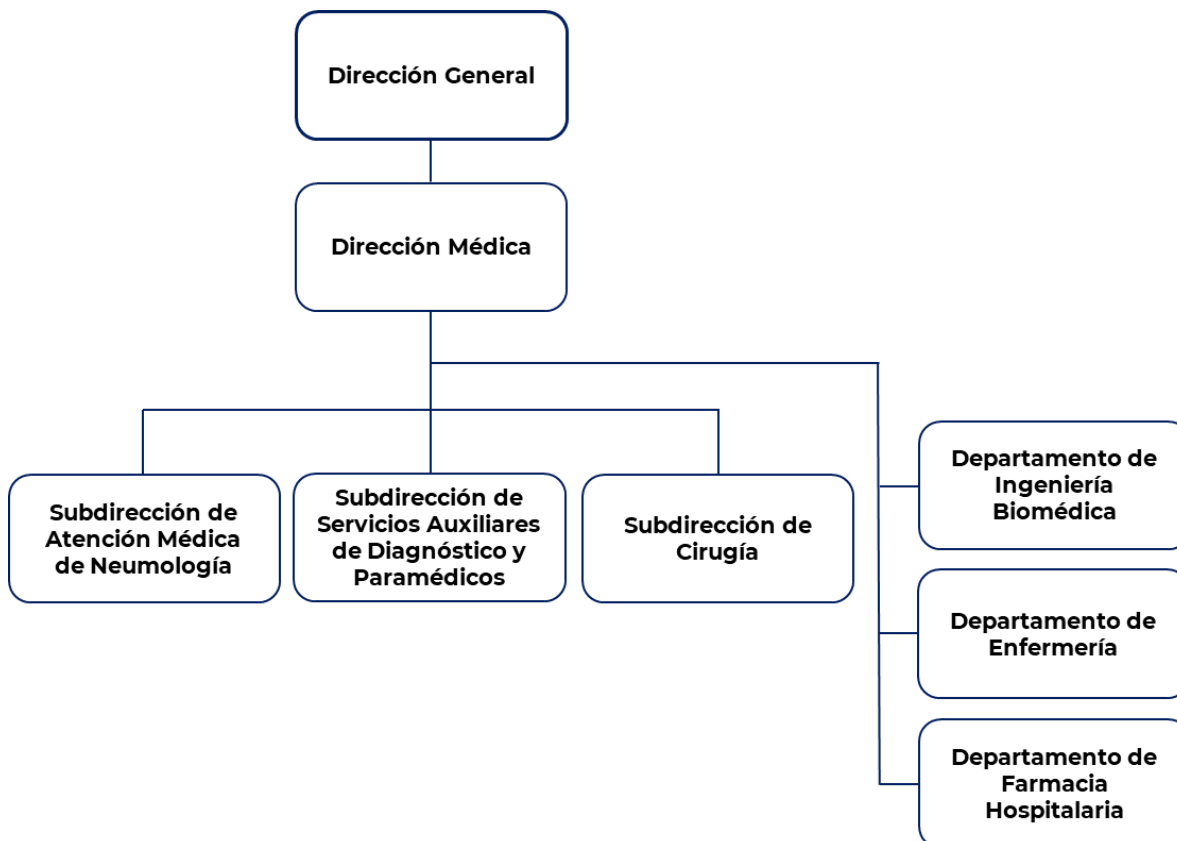 Dirección General
Dirección Médica
Subdirección de
Atención Médica
de Neumología
Subdirección de
Servicios Auxiliares
de Diagnóstico y
Paramédicos
Subdirección de
Cirugía
Departamento de
Ingeniería
Biomédica
Departamento de
Enfermería
Departamento de
Farmacia
Hospitalaria